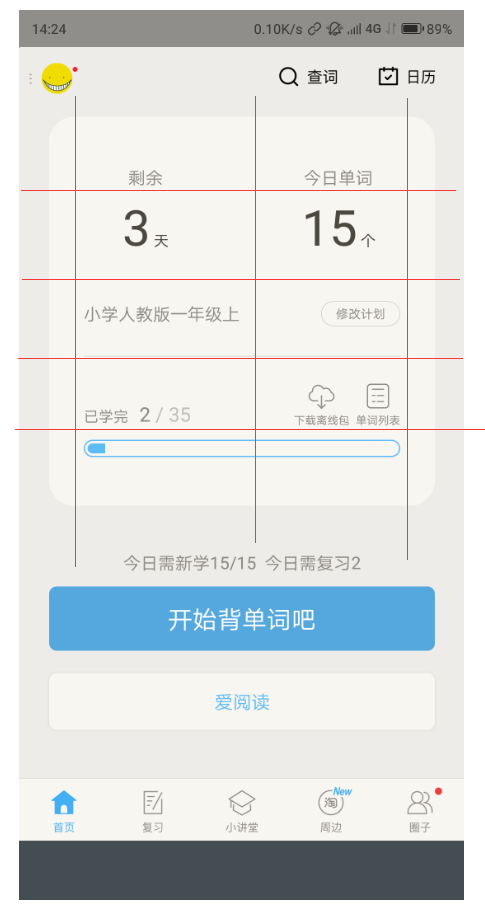 14:24 0.10K/s 4G 89%
查词 日历
剩余 今日单词
3天 15个
小学人教版一年级上 修改计划
已学完 2 / 35 下载离线包 单词列表
今日需新学15/15 今日需复习2
开始背单词吧
爱阅读
淘 New
首页 复习 小讲堂 周边 圈子